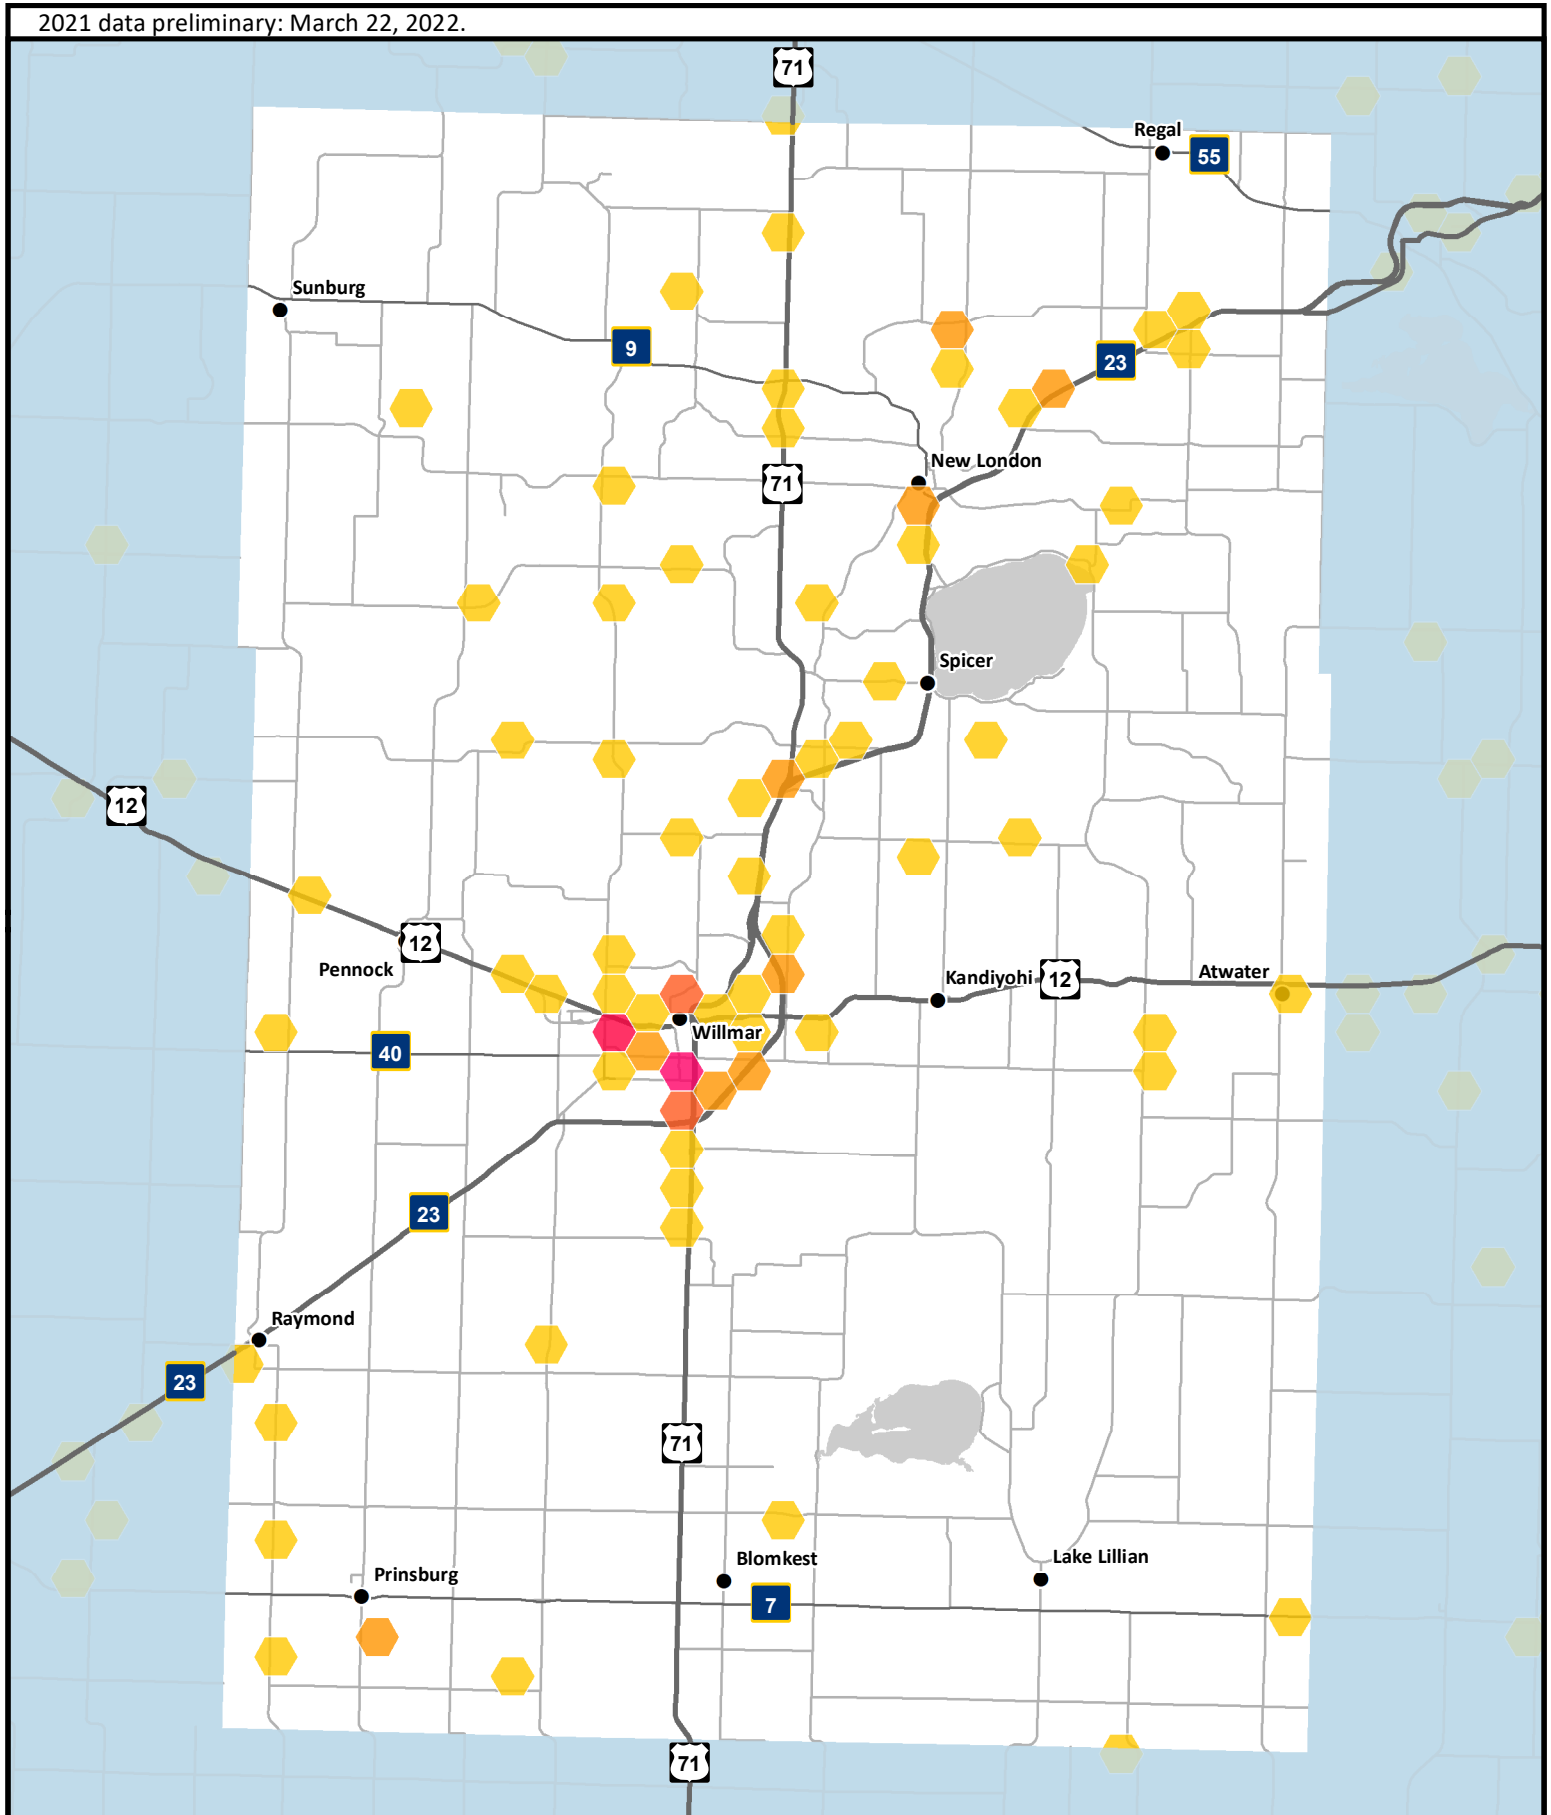 2021 data preliminary: March 22, 2022.
71
Regal
55
Sunburg
9
23
New London
71
Spicer
12
12
Pennock
Kandiyohi
12
Atwater
Willmar
40
23
Raymond
23
71
Blomkest
Lake Lillian
Prinsburg
7
71